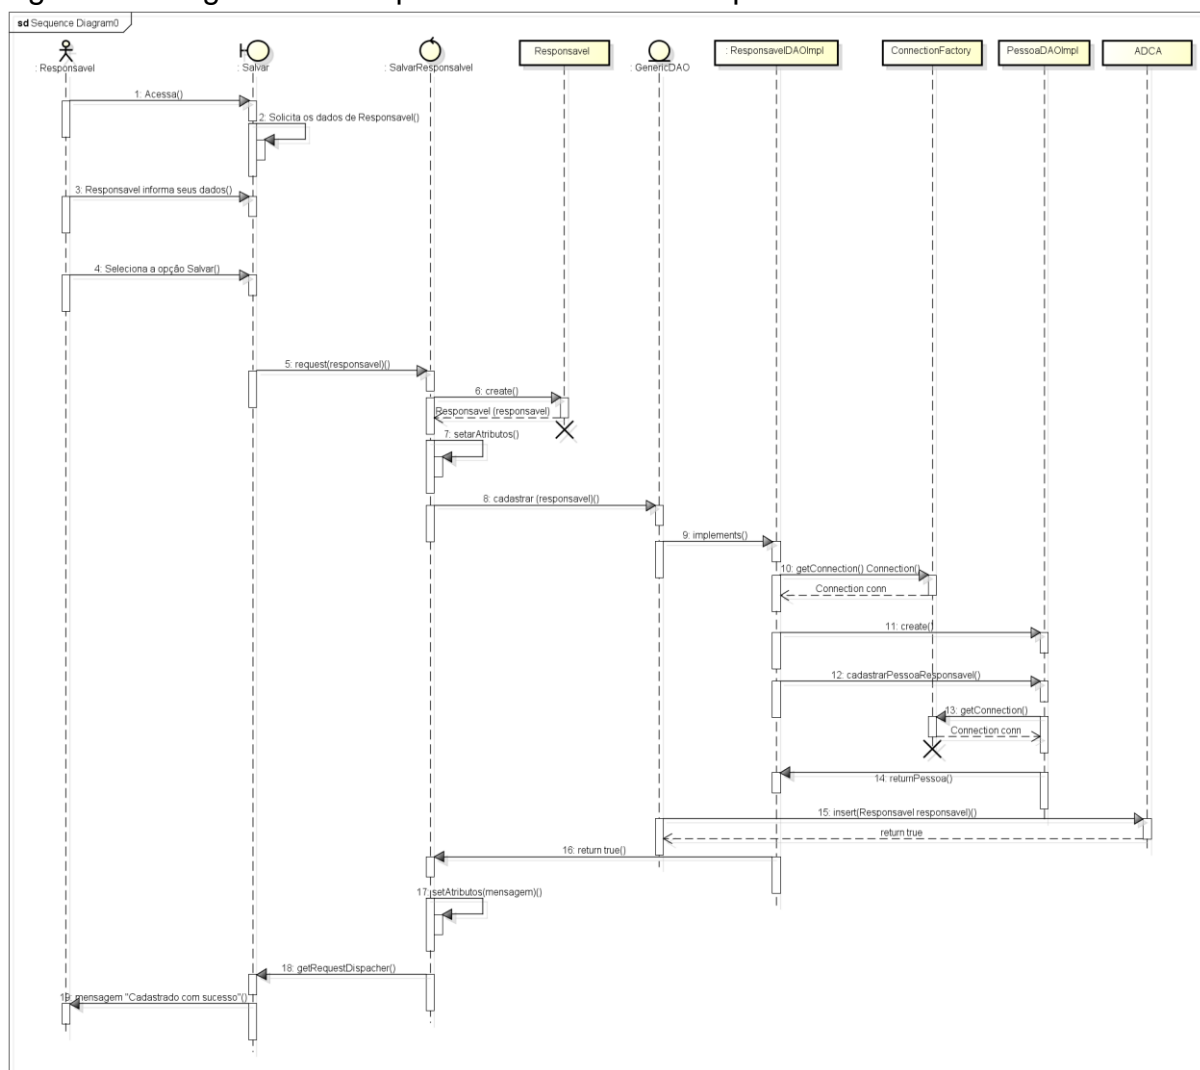 sd Sequence Diagram0
: Responsavel
: Salvar
: SalvarResponsalvel
Responsavel
: GenericDAO
: ResponsavelDAOImpl
ConnectionFactory
PessoaDAOImpl
ADCA
1: Acessa()
2: Solicita os dados de Responsavel()
3: Responsavel informa seus dados()
4: Seleciona a opção Salvar()
5: request(responsavel)()
6: create()
Responsavel (responsavel)
7: setarAtributos()
8: cadastrar (responsavel)()
9: implements()
10: getConnection() Connection()
Connection conn
11: create()
12: cadastrarPessoaResponsavel()
13: getConnection()
Connection conn
14: returnPessoa()
15: insert(Responsavel responsavel)()
return true
16: return true()
17: setAtributos(mensagem)()
18: getRequestDispacher()
19: mensagem "Cadastrado com sucesso"()